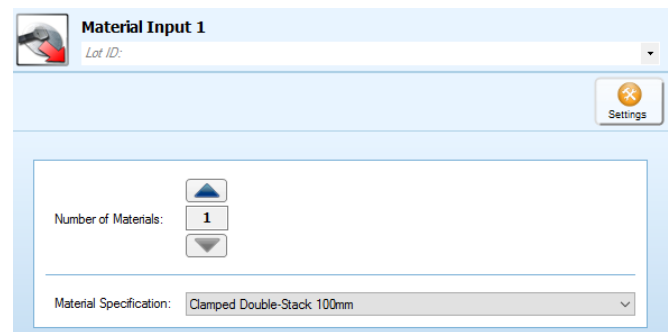 Material Input 1
Lot ID:
Settings
Number of Materials:
1
Material Specification: Clamped Double-Stack 100mm